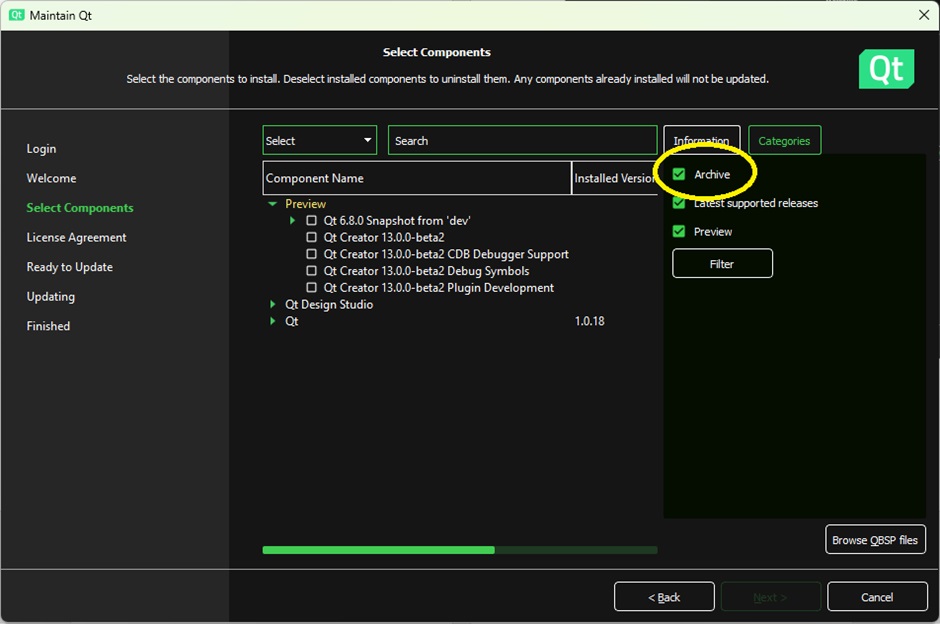 Qt Maintain Qt
Select Components
Select the components to install. Deselect installed components to uninstall them. Any components already installed will not be updated.
Qt
Login
Welcome
Select Components
License Agreement
Ready to Update
Updating
Finished
Select
Search
Information
Categories
Component Name
Installed Version
Preview
Qt 6.8.0 Snapshot from 'dev'
Qt Creator 13.0.0-beta2
Qt Creator 13.0.0-beta2 CDB Debugger Support
Qt Creator 13.0.0-beta2 Debug Symbols
Qt Creator 13.0.0-beta2 Plugin Development
Qt Design Studio
Qt 1.0.18
Archive
Latest supported releases
Preview
Filter
Browse QBSP files
< Back
Next >
Cancel